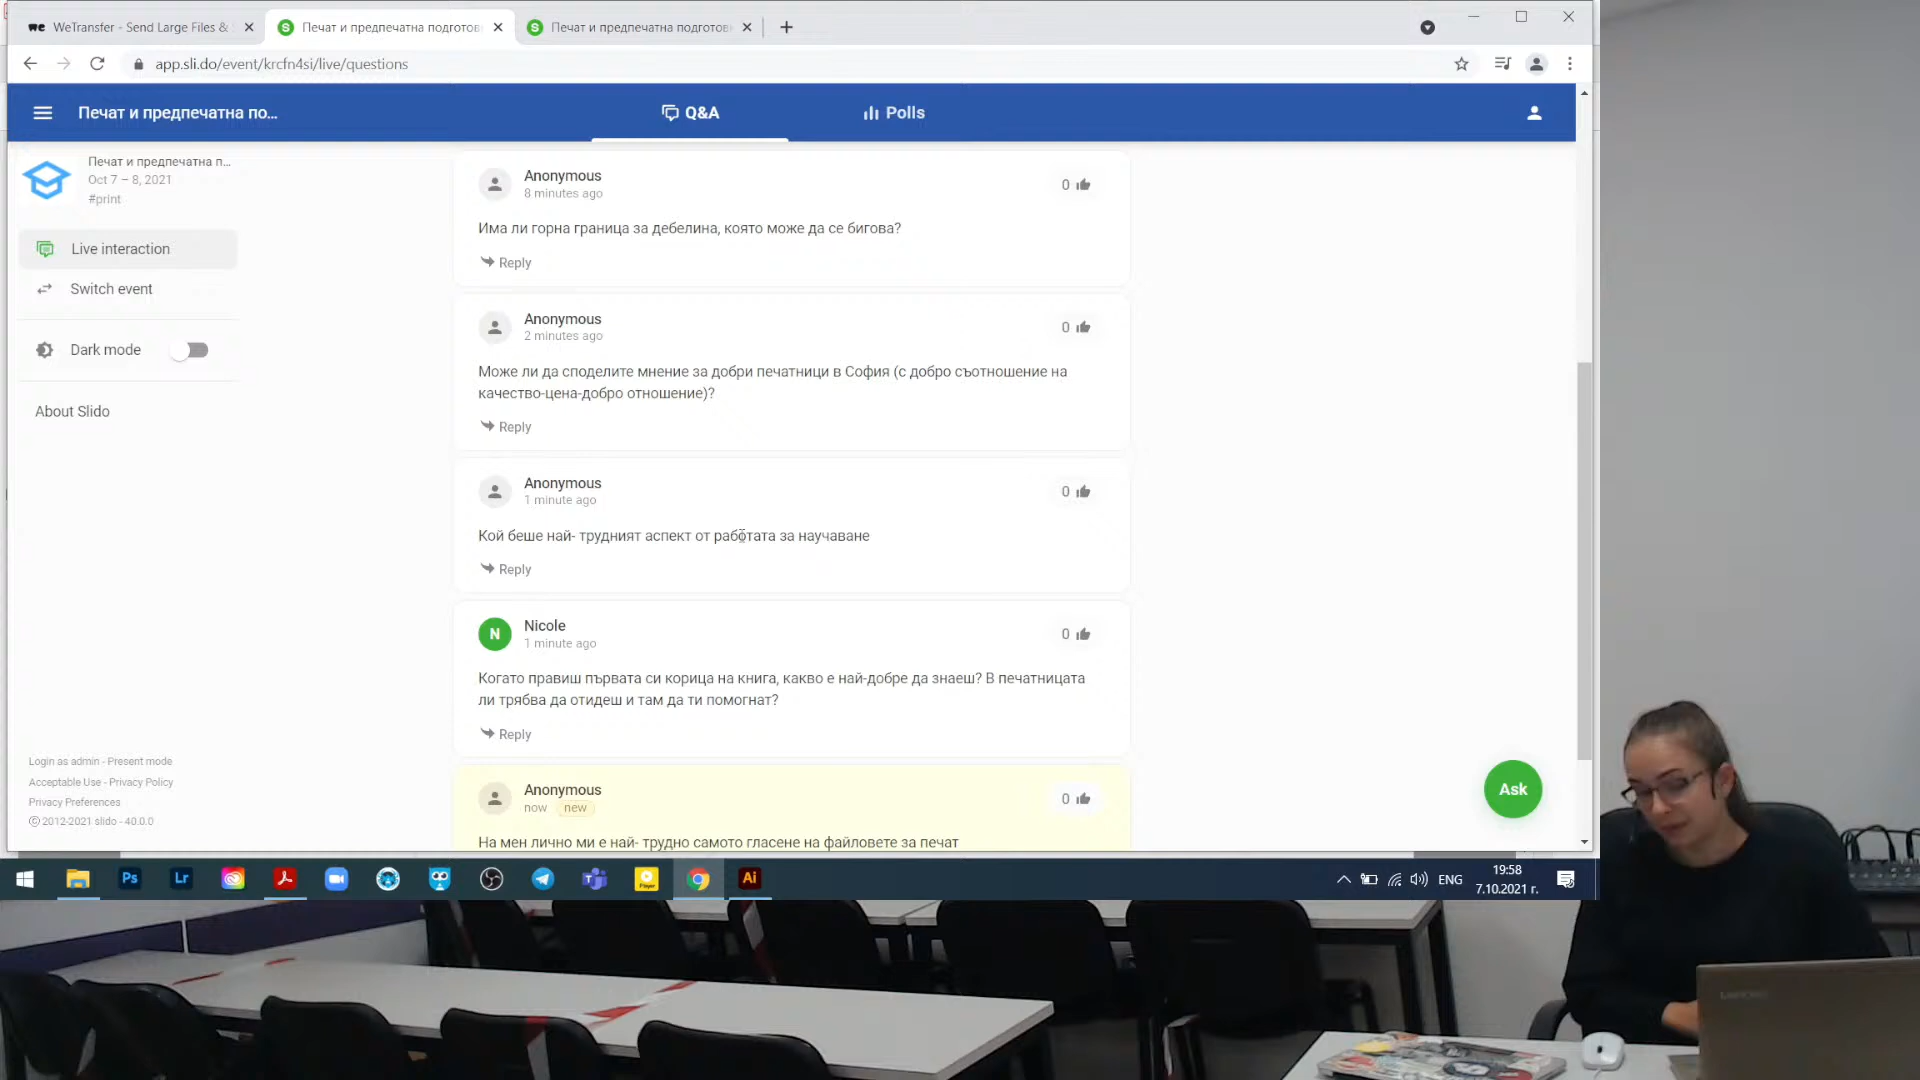 WeTransfer - Send Large Files & S
Печат и предпечатна подготов
Печат и предпечатна подготовк
app.sli.do/event/krcfn4si/live/questions
Печат и предпечатна по...
Q&A
Polls
Печат и предпечатна п...
Oct 7 – 8, 2021
#print
Live interaction
Switch event
Dark mode
About Slido
Login as admin - Present mode
Acceptable Use - Privacy Policy
Privacy Preferences
© 2012-2021 slido - 40.0.0
Anonymous
0
8 minutes ago
Има ли горна граница за дебелина, която може да се бигова?
Reply
Anonymous
0
2 minutes ago
Може ли да споделите мнение за добри печатници в София (с добро съотношение на
качество-цена-добро отношение)?
Reply
Anonymous
0
1 minute ago
Кой беше най- трудният аспект от работата за научаване
Reply
N
Nicole
0
1 minute ago
Когато правиш първата си корица на книга, какво е най-добре да знаеш? В печатницата
ли трябва да отидеш и там да ти помогнат?
Reply
Anonymous
0
now new
На мен лично ми е най- трудно самото гласене на файловете за печат
Ask
Ps
Lr
Player
Ai
ENG
19:58
7.10.2021 г.